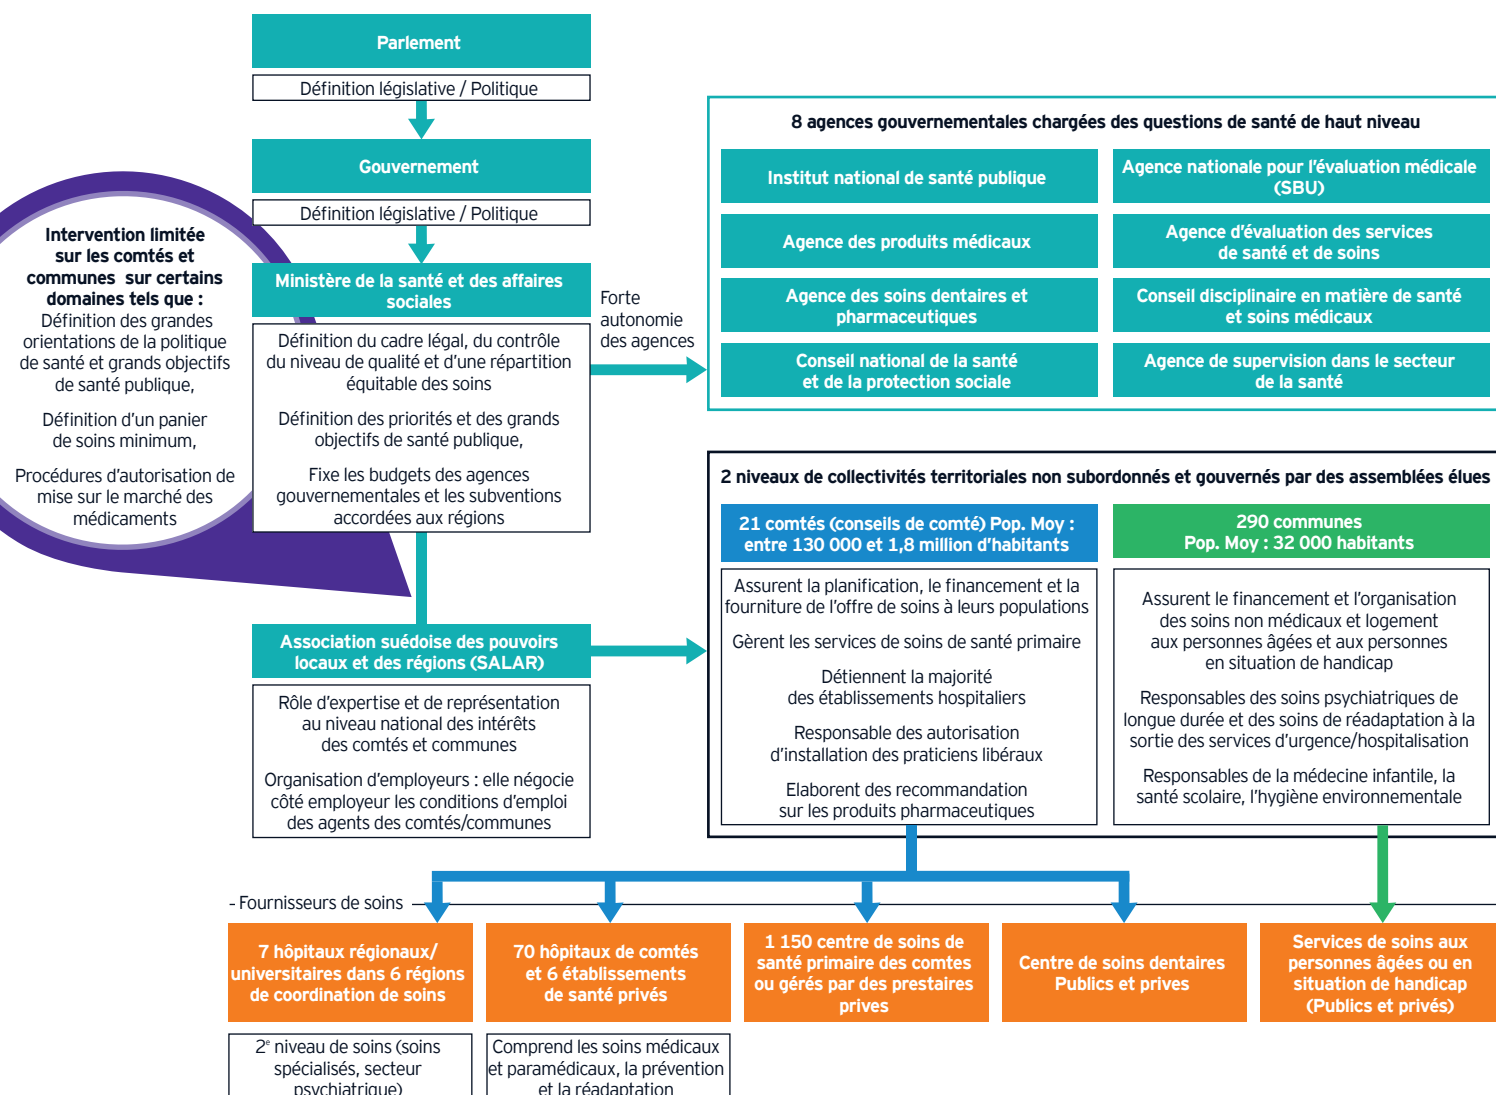 Parlement
Définition législative / Politique
Gouvernement
Définition législative / Politique
Ministère de la santé et des affaires
sociales
Définition du cadre légal, du contrôle
du niveau de qualité et d'une répartition
équitable des soins
Définition des priorités et des grands
objectifs de santé publique,
Fixe les budgets des agences
gouvernementales et les subventions
accordées aux régions
Intervention limitée
sur les comtés et
communes sur certains
domaines tels que :
Définition des grandes
orientations de la politique
de santé et grands objectifs
de santé publique,
Définition d'un panier
de soins minimum,
Procédures d'autorisation de
mise sur le marché des
médicaments
Forte
autonomie
des agences
8 agences gouvernementales chargées des questions de santé de haut niveau
Institut national de santé publique
Agence nationale pour l'évaluation médicale
(SBU)
Agence des produits médicaux
Agence d'évaluation des services
de santé et de soins
Agence des soins dentaires et
pharmaceutiques
Conseil disciplinaire en matière de santé
et soins médicaux
Conseil national de la santé
et de la protection sociale
Agence de supervision dans le secteur
de la santé
Association suédoise des pouvoirs
locaux et des régions (SALAR)
Rôle d'expertise et de représentation
au niveau national des intérêts
des comtés et communes
Organisation d'employeurs : elle négocie
côté employeur les conditions d'emploi
des agents des comtés/communes
2 niveaux de collectivités territoriales non subordonnés et gouvernés par des assemblées élues
21 comtés (conseils de comté) Pop. Moy :
entre 130 000 et 1,8 million d'habitants
Assurent la planification, le financement et la
fourniture de l'offre de soins à leurs populations
Gèrent les services de soins de santé primaire
Détiennent la majorité
des établissements hospitaliers
Responsable des autorisation
d'installation des praticiens libéraux
Elaborent des recommandation
sur les produits pharmaceutiques
290 communes
Pop. Moy : 32 000 habitants
Assurent le financement et l'organisation
des soins non médicaux et logement
aux personnes âgées et aux personnes
en situation de handicap
Responsables des soins psychiatriques de
longue durée et des soins de réadaptation à la
sortie des services d'urgence/hospitalisation
Responsables de la médecine infantile, la
santé scolaire, l'hygiène environnementale
- Fournisseurs de soins
7 hôpitaux régionaux/
universitaires dans 6 régions
de coordination de soins
2e niveau de soins (soins
spécialisés, secteur
psychiatrique)
70 hôpitaux de comtés
et 6 établissements
de santé privés
Comprend les soins médicaux
et paramédicaux, la prévention
et la réadaptation
1 150 centre de soins de
santé primaire des comtes
ou gérés par des prestaires
prives
Centre de soins dentaires
Publics et prives
Services de soins aux
personnes âgées ou en
situation de handicap
(Publics et privés)